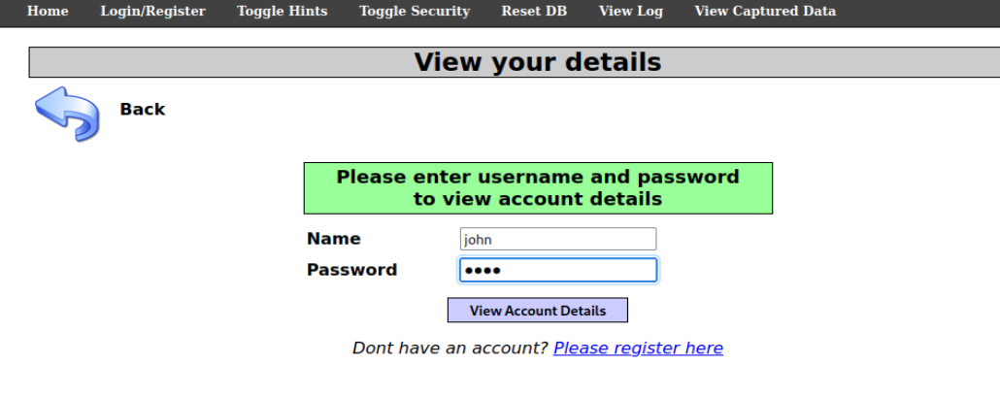 Home Login/Register Toggle Hints Toggle Security Reset DB View Log View Captured Data
View your details
Back
Please enter username and password
to view account details
Name john
Password ••••
View Account Details
Dont have an account? Please register here